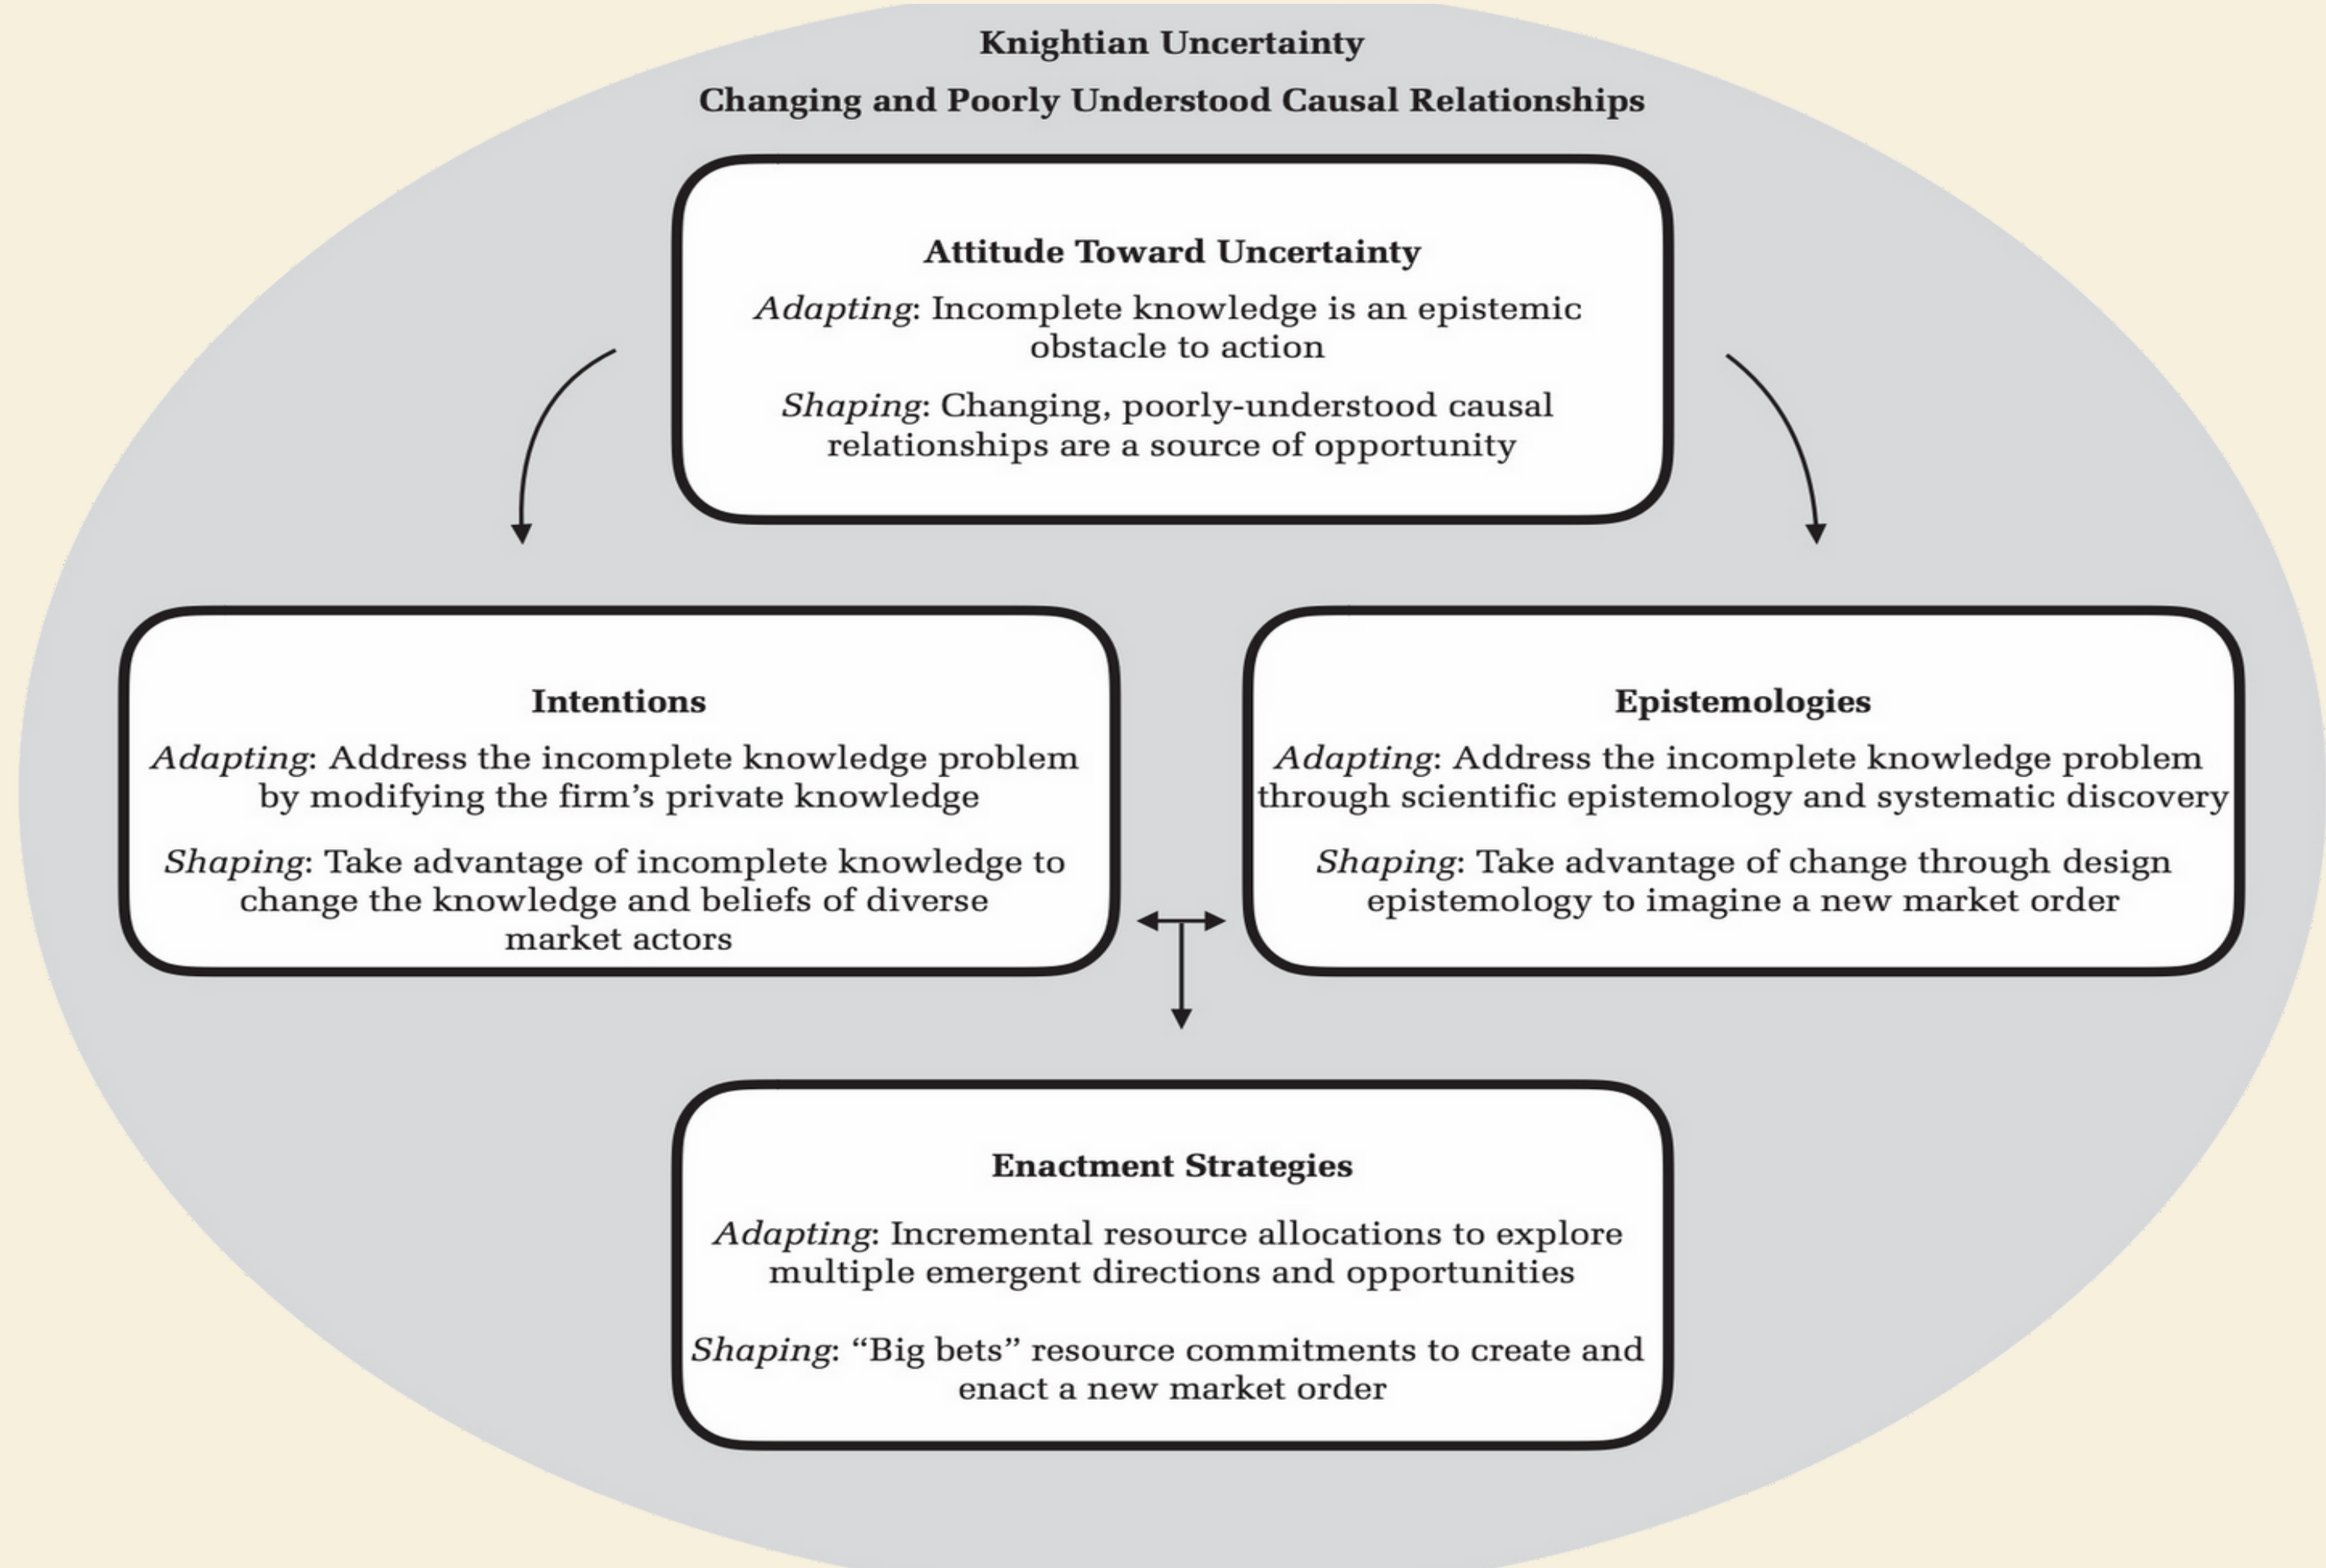 Knightian Uncertainty
Changing and Poorly Understood Causal Relationships
Attitude Toward Uncertainty
Adapting: Incomplete knowledge is an epistemic
obstacle to action
Shaping: Changing, poorly-understood causal
relationships are a source of opportunity
Intentions
Adapting: Address the incomplete knowledge problem
by modifying the firm’s private knowledge
Shaping: Take advantage of incomplete knowledge to
change the knowledge and beliefs of diverse
market actors
Epistemologies
Adapting: Address the incomplete knowledge problem
through scientific epistemology and systematic discovery
Shaping: Take advantage of change through design
epistemology to imagine a new market order
Enactment Strategies
Adapting: Incremental resource allocations to explore
multiple emergent directions and opportunities
Shaping: “Big bets” resource commitments to create and
enact a new market order